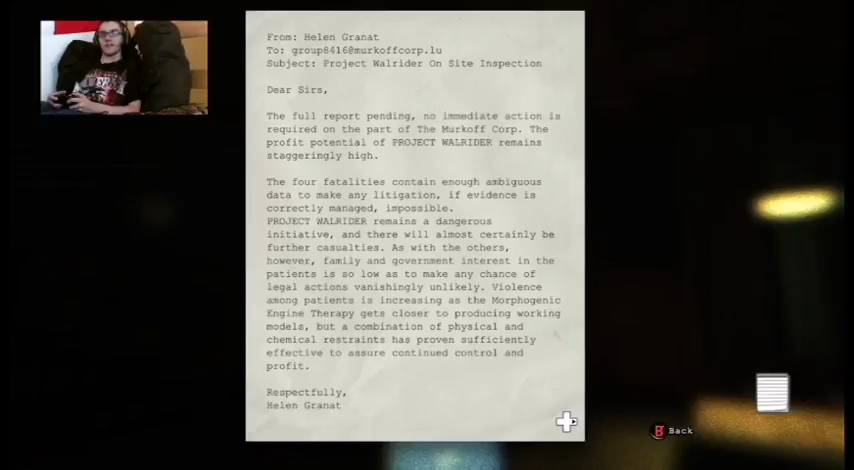 From: Helen Granat
To: group8416@murkoffcorp.lu
Subject: Project Walrider On Site Inspection
Dear Sirs,
The full report pending, no immediate action is
required on the part of The Murkoff Corp. The
profit potential of PROJECT WALRIDER remains
staggeringly high.
The four fatalities contain enough ambiguous
data to make any litigation, if evidence is
correctly managed, impossible.
PROJECT WALRIDER remains a dangerous
initiative, and there will almost certainly be
further casualties. As with the others,
however, family and government interest in the
patients is so low as to make any chance of
legal actions vanishingly unlikely. Violence
among patients is increasing as the Morphogenic
Engine Therapy gets closer to producing working
models, but a combination of physical and
chemical restraints has proven sufficiently
effective to assure continued control and
profit.
Respectfully,
Helen Granat
B Back